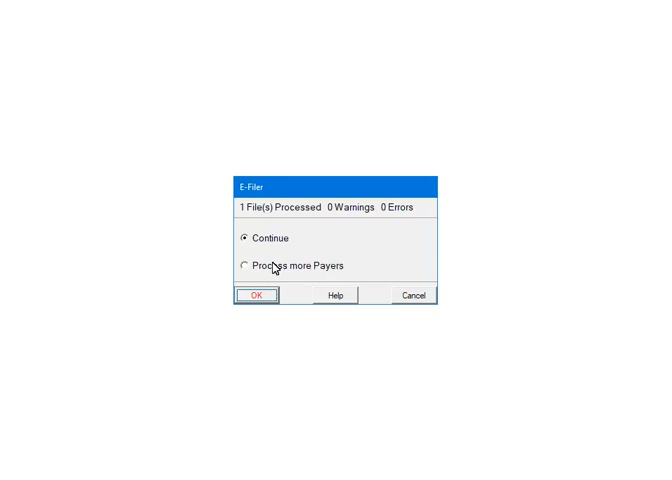 E-Filer
1 File(s) Processed 0 Warnings 0 Errors
Continue
Process more Payers
OK Help Cancel